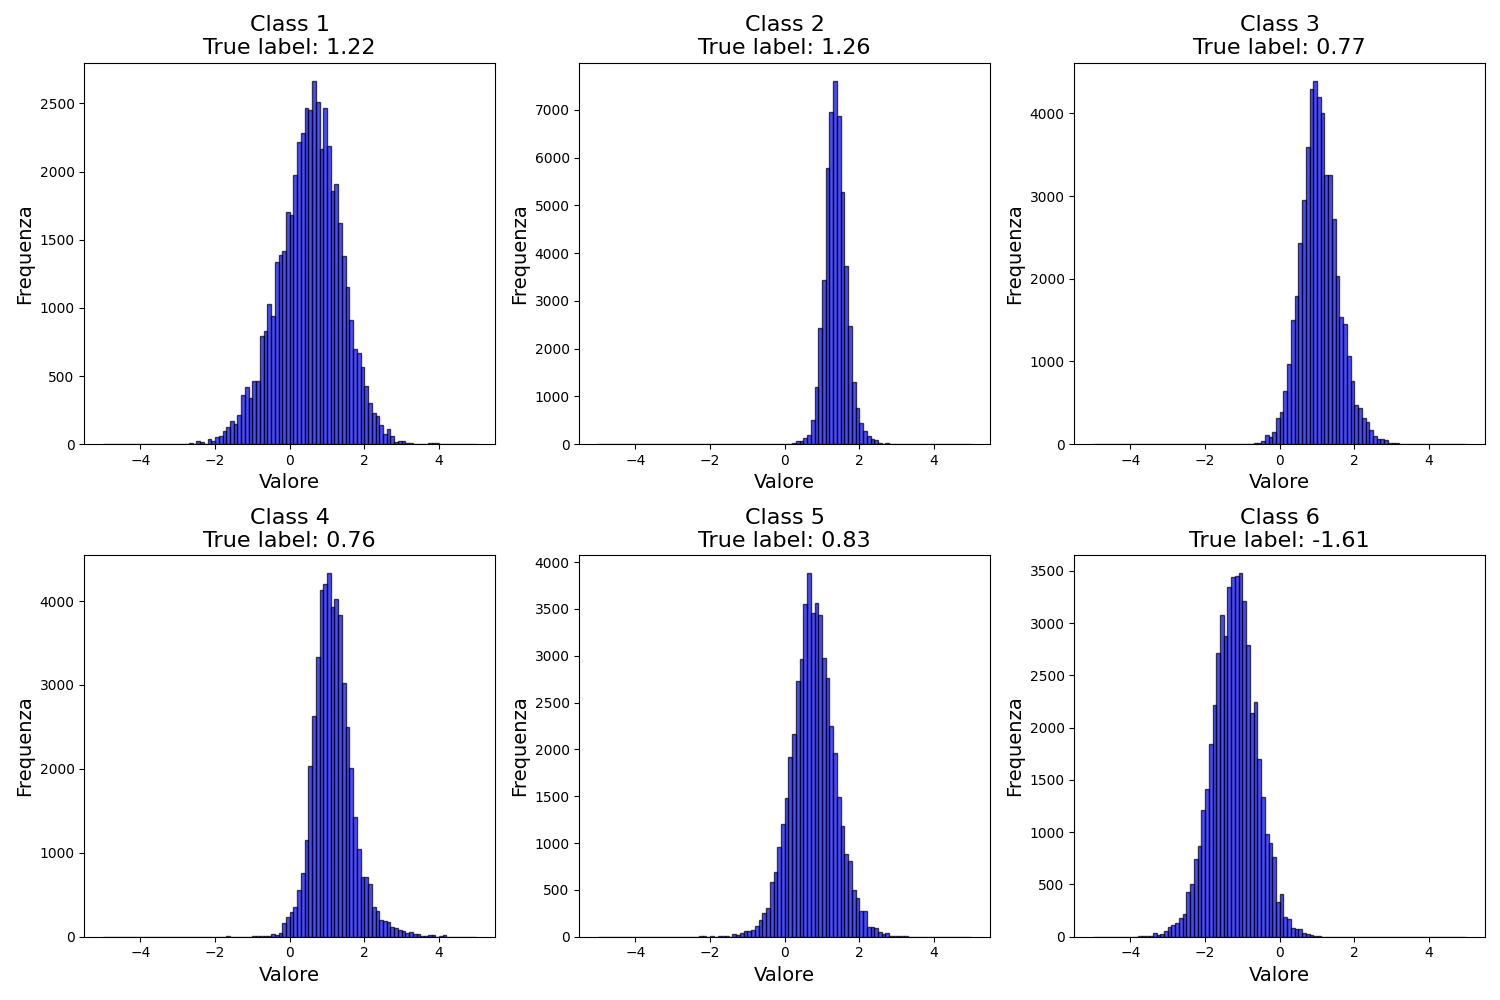 Class 1
True label: 1.22
Class 2
True label: 1.26
Class 3
True label: 0.77
Frequenza
2500
2000
1500
1000
500
0
−4
−2
0
2
4
Valore
Frequenza
7000
6000
5000
4000
3000
2000
1000
0
−4
−2
0
2
4
Valore
Frequenza
4000
3000
2000
1000
0
−4
−2
0
2
4
Valore
Class 4
True label: 0.76
Class 5
True label: 0.83
Class 6
True label: -1.61
Frequenza
4000
3000
2000
1000
0
−4
−2
0
2
4
Valore
Frequenza
4000
3500
3000
2500
2000
1500
1000
500
0
−4
−2
0
2
4
Valore
Frequenza
3500
3000
2500
2000
1500
1000
500
0
−4
−2
0
2
4
Valore